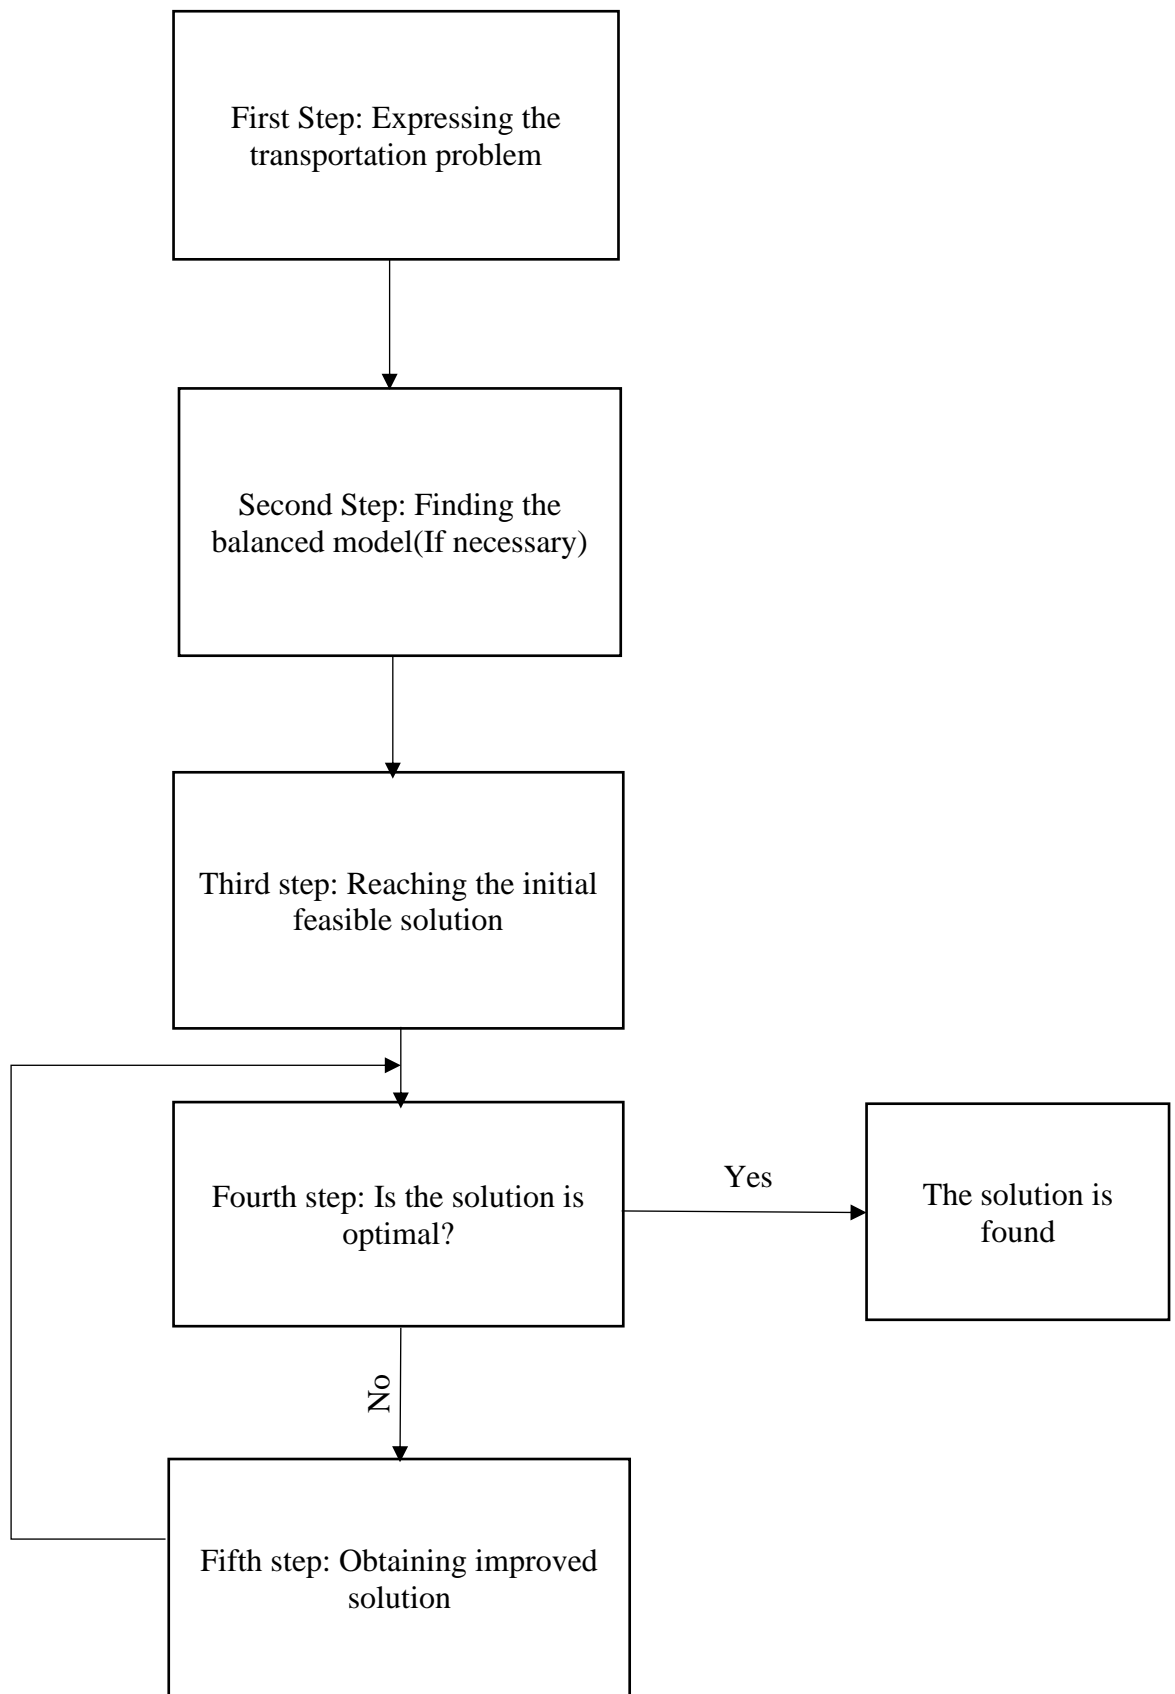 First Step: Expressing the
transportation problem
Second Step: Finding the
balanced model(If necessary)
Third step: Reaching the initial
feasible solution
Fourth step: Is the solution is
optimal?
Yes
The solution is
found
No
Fifth step: Obtaining improved
solution